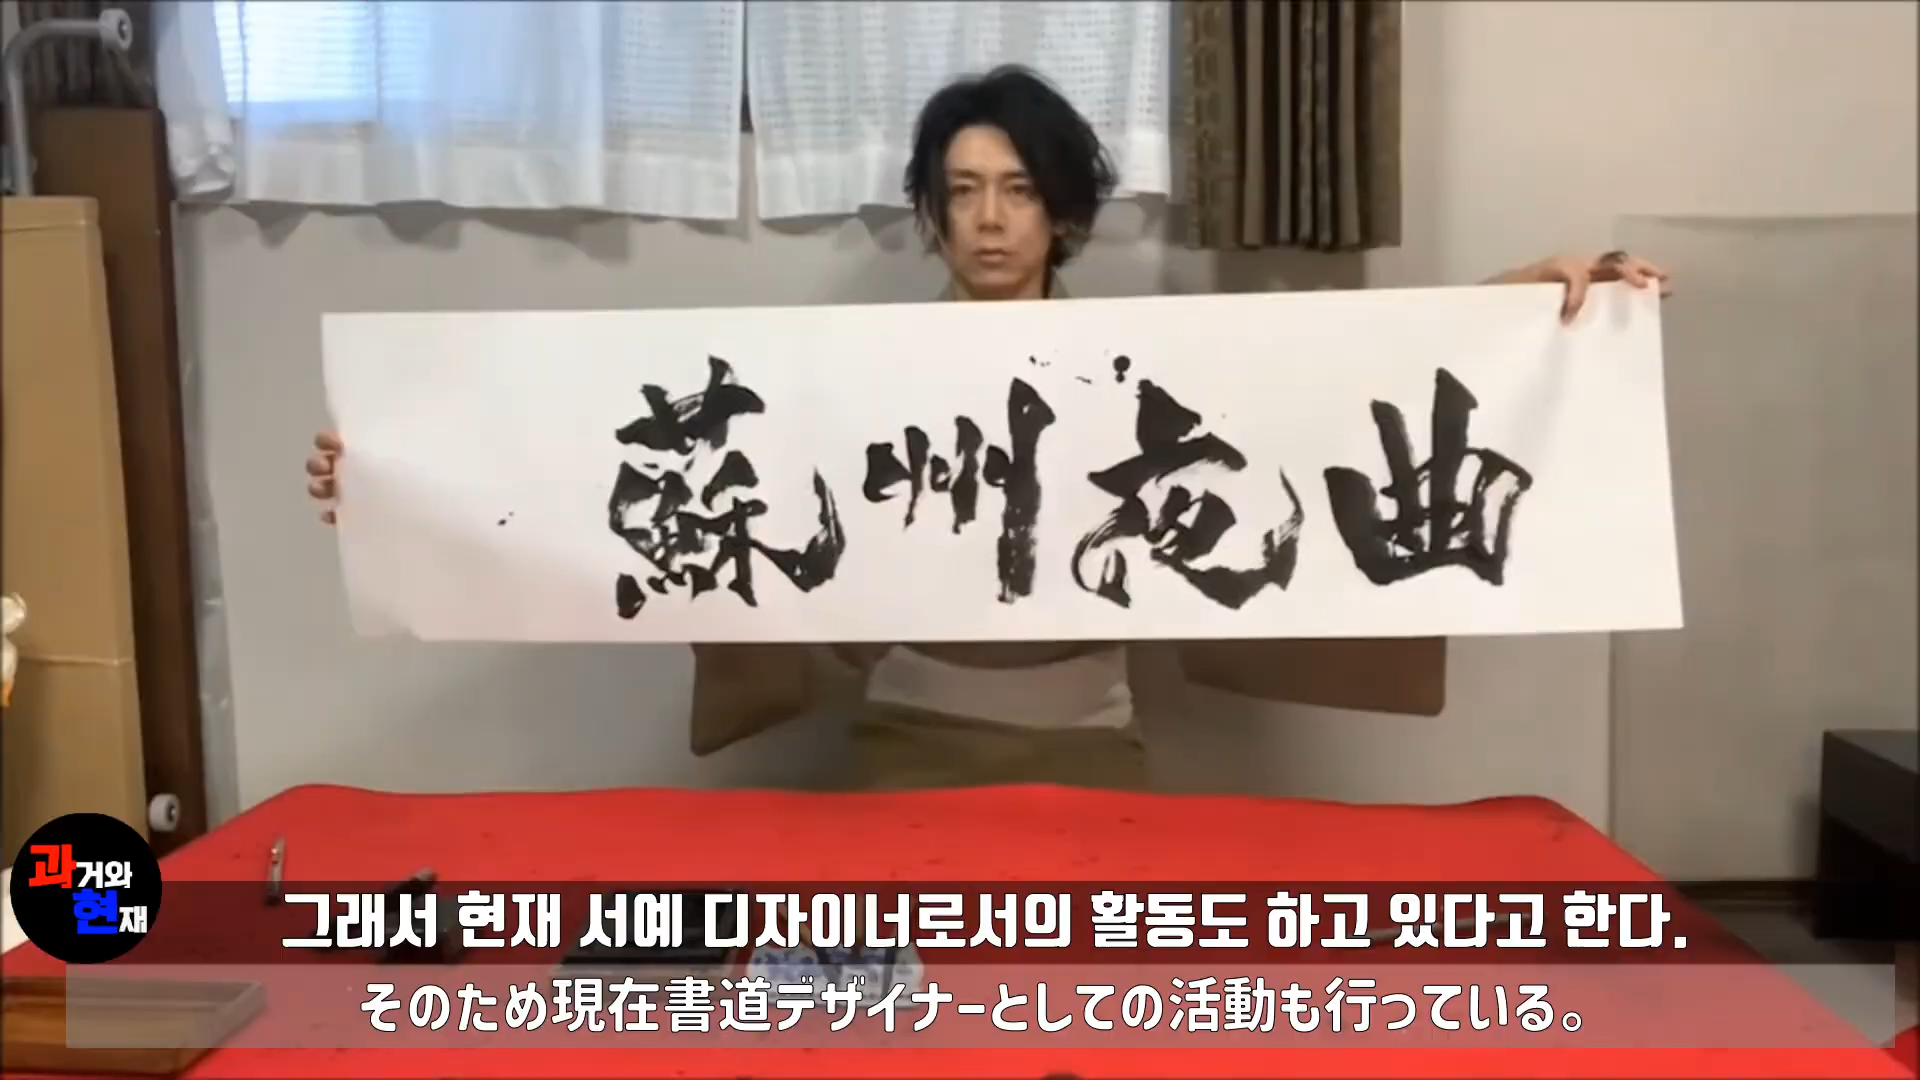 蘇州夜曲
과거와
현재
그래서 현재 서예 디자이너로서의 활동도 하고 있다고 한다.
そのため現在書道デザイナーとしての活動も行っている。